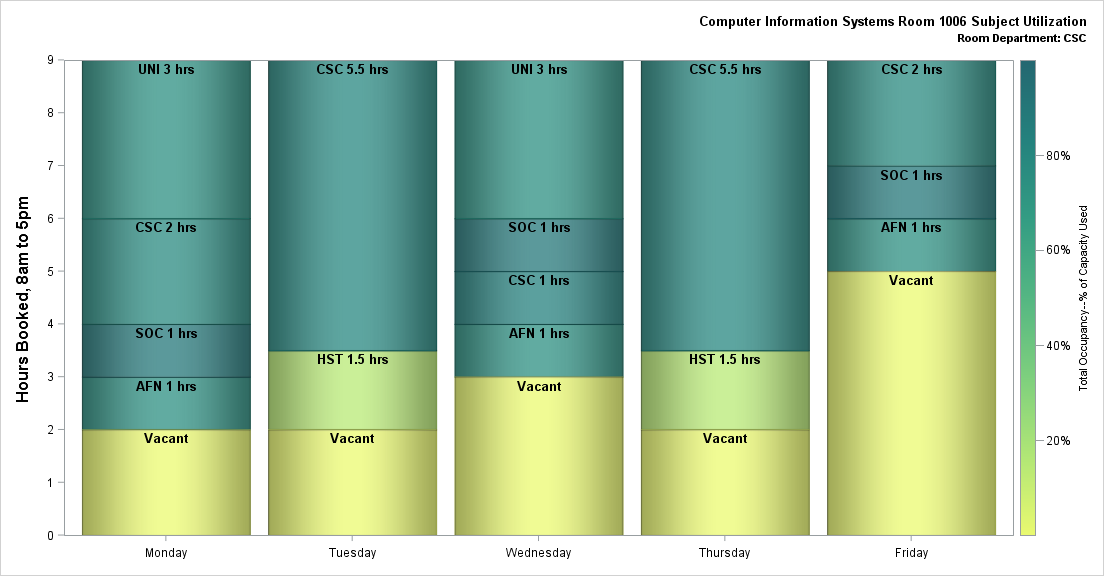 Computer Information Systems Room 1006 Subject Utilization
Room Department: CSC
Hours Booked, 8am to 5pm
9
8
7
6
5
4
3
2
1
0
UNI 3 hrs
CSC 2 hrs
SOC 1 hrs
AFN 1 hrs
Vacant
CSC 5.5 hrs
HST 1.5 hrs
Vacant
UNI 3 hrs
SOC 1 hrs
CSC 1 hrs
AFN 1 hrs
Vacant
CSC 5.5 hrs
HST 1.5 hrs
Vacant
CSC 2 hrs
SOC 1 hrs
AFN 1 hrs
Vacant
Monday
Tuesday
Wednesday
Thursday
Friday
80%
60%
40%
20%
Total Occupancy--% of Capacity Used